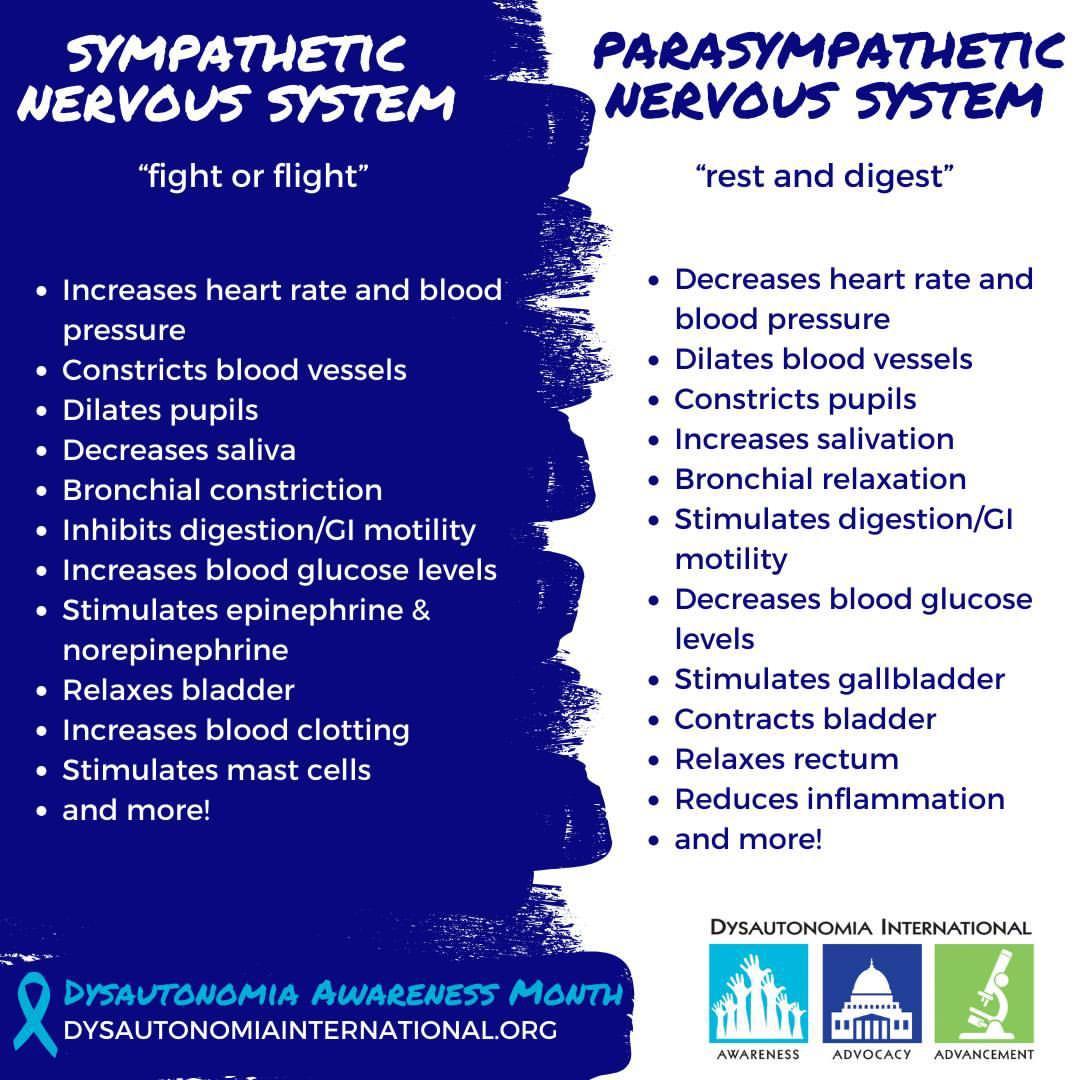 SYMPATHETIC
NERVOUS SYSTEM
“fight or flight”
• Increases heart rate and blood
pressure
• Constricts blood vessels
• Dilates pupils
• Decreases saliva
• Bronchial constriction
• Inhibits digestion/GI motility
• Increases blood glucose levels
• Stimulates epinephrine &
norepinephrine
• Relaxes bladder
• Increases blood clotting
• Stimulates mast cells
• and more!
PARASYMPATHETIC
NERVOUS SYSTEM
“rest and digest”
• Decreases heart rate and
blood pressure
• Dilates blood vessels
• Constricts pupils
• Increases salivation
• Bronchial relaxation
• Stimulates digestion/GI
motility
• Decreases blood glucose
levels
• Stimulates gallbladder
• Contracts bladder
• Relaxes rectum
• Reduces inflammation
• and more!
DYSAUTONOMIA AWARENESS MONTH
DYSAUTONOMIAINTERNATIONAL.ORG
DYSAUTONOMIA INTERNATIONAL
AWARENESS ADVOCACY ADVANCEMENT